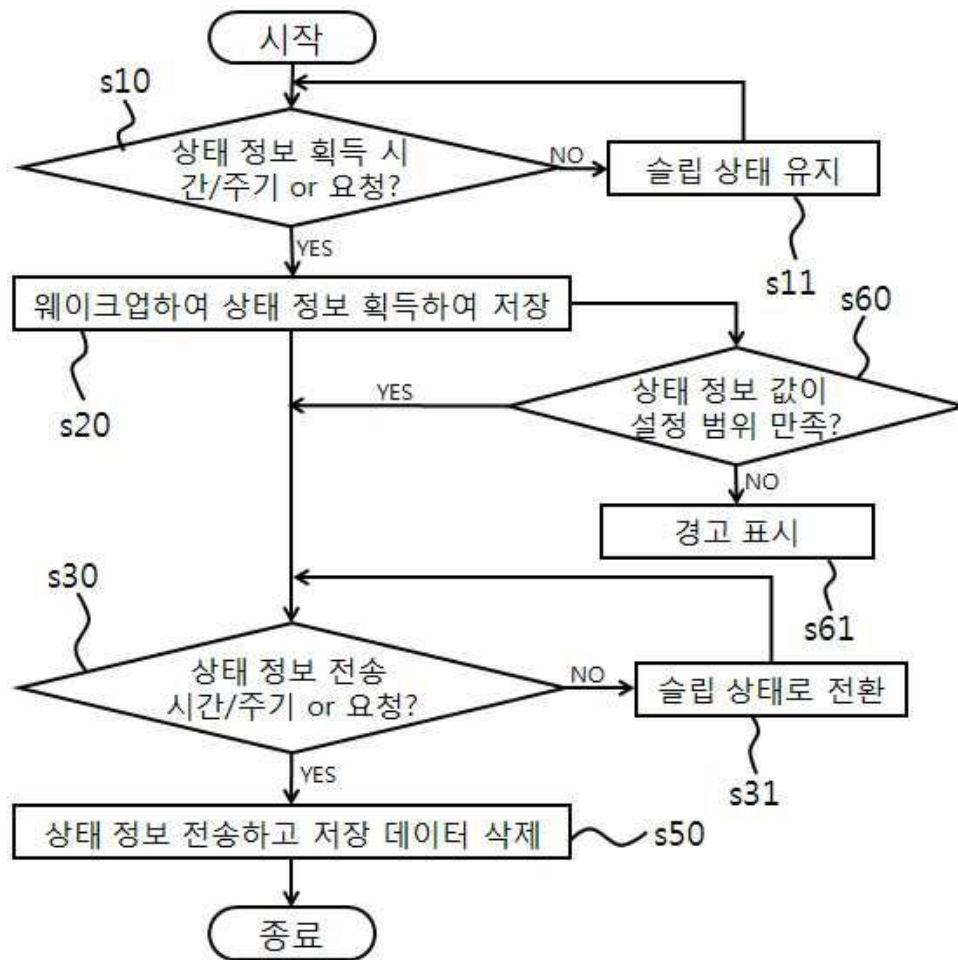 시작
s10
상태 정보 획득 시
간/주기 or 요청?
NO
슬립 상태 유지
s11
YES
웨이크업하여 상태 정보 획득하여 저장
s20
s60
상태 정보 값이
설정 범위 만족?
YES
NO
경고 표시
s61
s30
상태 정보 전송
시간/주기 or 요청?
NO
슬립 상태로 전환
s31
YES
상태 정보 전송하고 저장 데이터 삭제
s50
종료